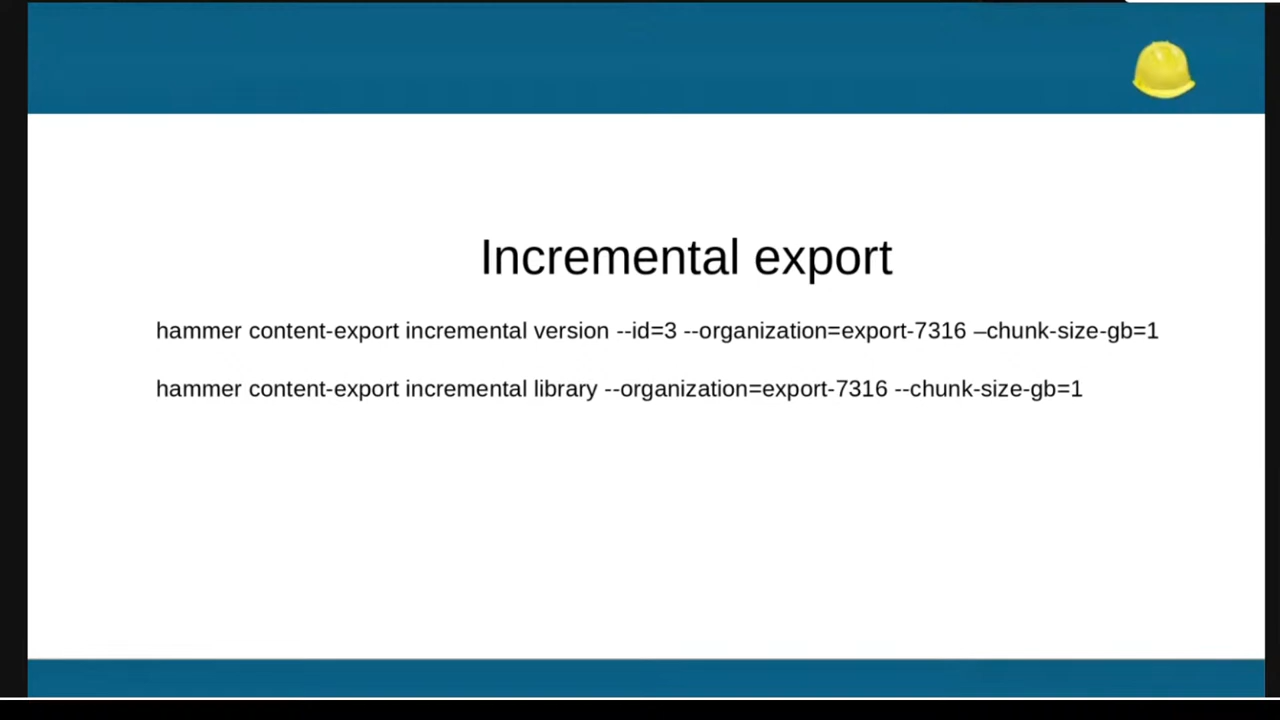 Incremental export
hammer content-export incremental version --id=3 --organization=export-7316 –chunk-size-gb=1
hammer content-export incremental library --organization=export-7316 --chunk-size-gb=1